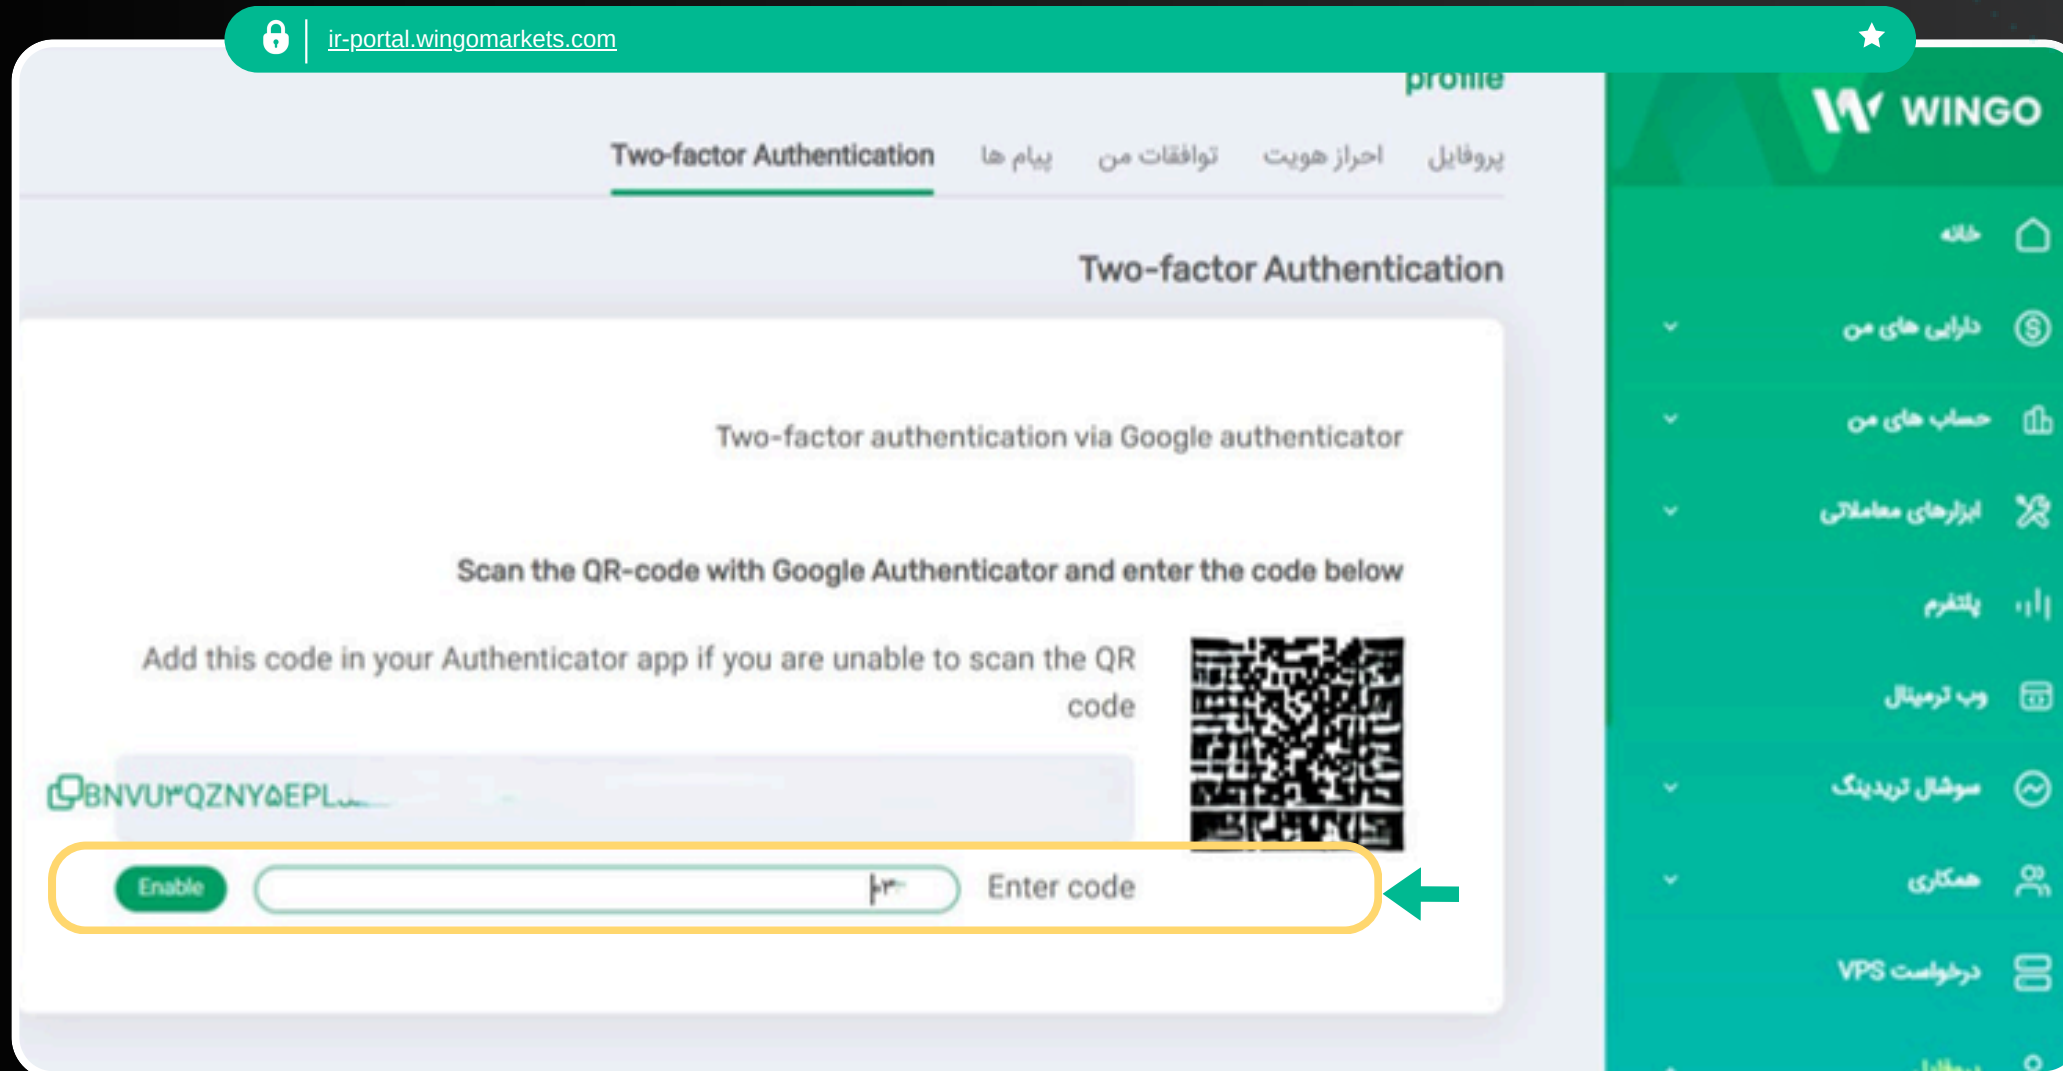 ir-portal.wingomarkets.com
profile
WINGO
پروفایل احراز هویت توافقات من پیام ها Two-factor Authentication
Two-factor Authentication
Two-factor authentication via Google authenticator
Scan the QR-code with Google Authenticator and enter the code below
Add this code in your Authenticator app if you are unable to scan the QR
code
BNVU۳QZNY۵EPL
Enter code
Enable
خانه
دارایی های من
حساب های من
ابزارهای معاملاتی
پلتفرم
وب ترمینال
سوشال تریدینگ
همکاری
درخواست VPS
پروفایل